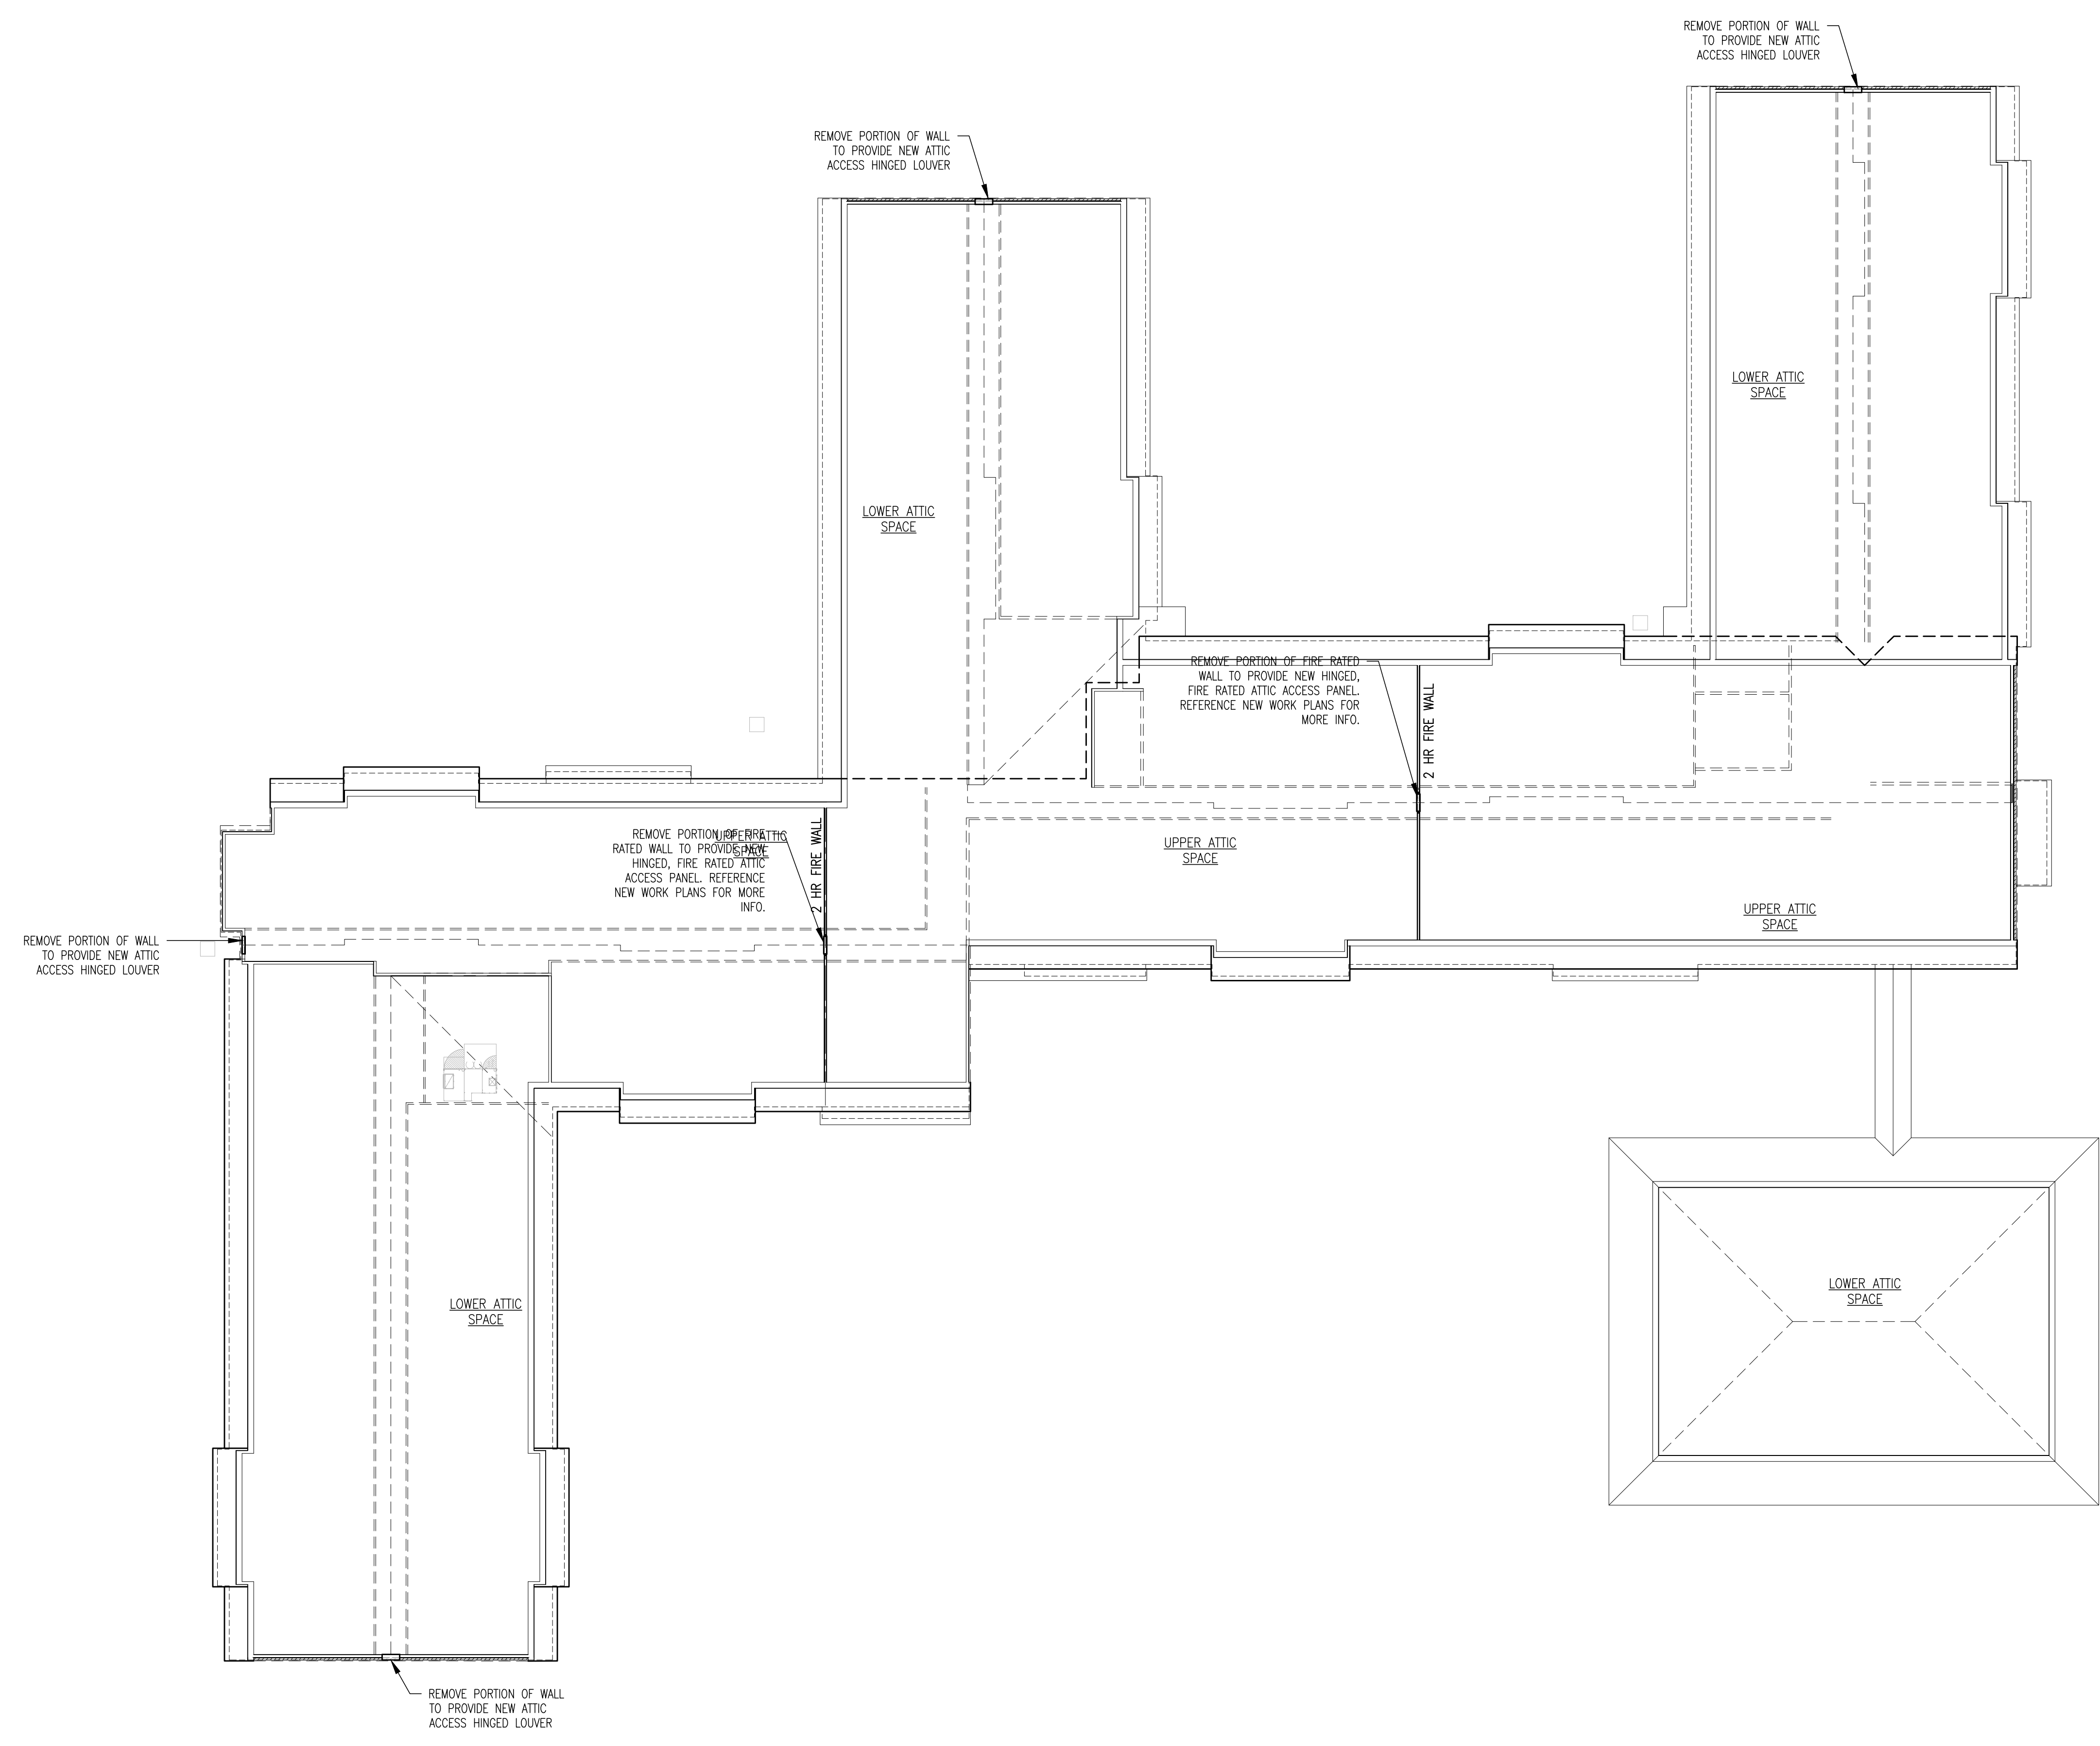 REMOVE PORTION OF WALL
TO PROVIDE NEW ATTIC
ACCESS HINGED LOUVER
REMOVE PORTION OF WALL
TO PROVIDE NEW ATTIC
ACCESS HINGED LOUVER
LOWER ATTIC
SPACE
LOWER ATTIC
SPACE
REMOVE PORTION OF FIRE RATED
WALL TO PROVIDE NEW HINGED,
FIRE RATED ATTIC ACCESS PANEL.
REFERENCE NEW WORK PLANS FOR
MORE INFO.
2 HR FIRE WALL
UPPER ATTIC
SPACE
REMOVE PORTION OF FIRE
RATED WALL TO PROVIDE NEW
HINGED, FIRE RATED ATTIC
ACCESS PANEL. REFERENCE
NEW WORK PLANS FOR MORE
INFO.
2 HR FIRE WALL
UPPER ATTIC
SPACE
UPPER ATTIC
SPACE
REMOVE PORTION OF WALL
TO PROVIDE NEW ATTIC
ACCESS HINGED LOUVER
LOWER ATTIC
SPACE
LOWER ATTIC
SPACE
REMOVE PORTION OF WALL
TO PROVIDE NEW ATTIC
ACCESS HINGED LOUVER